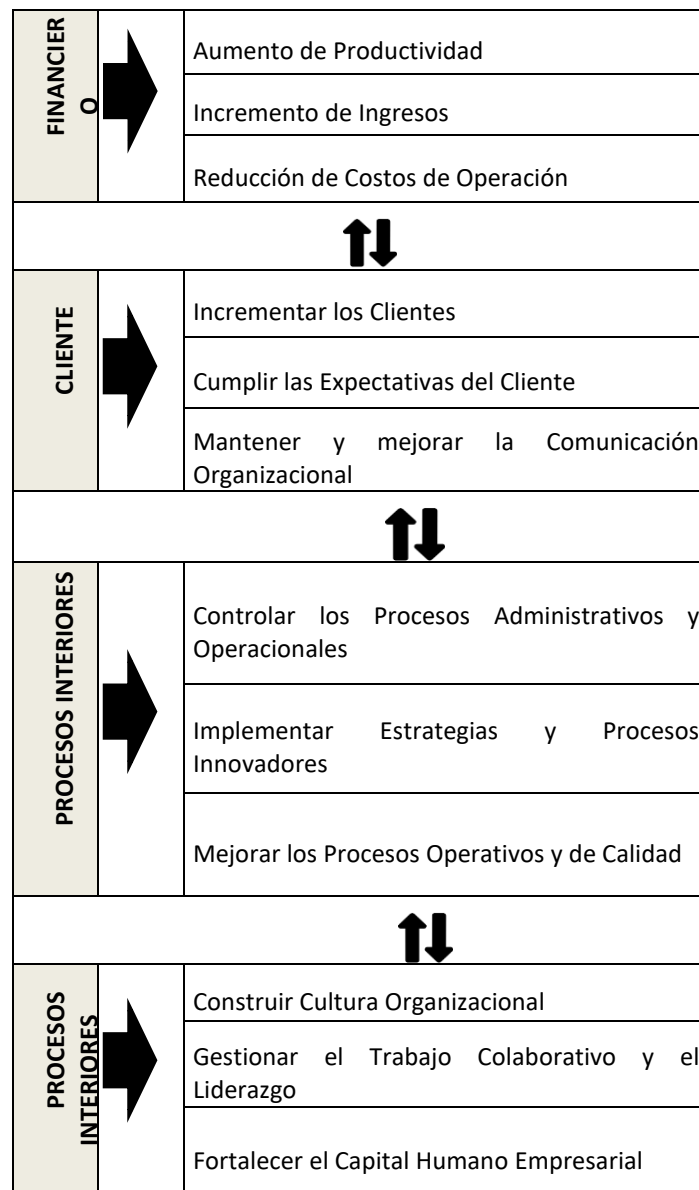 FINANCIER
O
Aumento de Productividad
Incremento de Ingresos
Reducción de Costos de Operación
CLIENTE
Incrementar los Clientes
Cumplir las Expectativas del Cliente
Mantener y mejorar la Comunicación
Organizacional
PROCESOS INTERIORES
Controlar los Procesos Administrativos y
Operacionales
Implementar Estrategias y Procesos
Innovadores
Mejorar los Procesos Operativos y de Calidad
PROCESOS
INTERIORES
Construir Cultura Organizacional
Gestionar el Trabajo Colaborativo y el
Liderazgo
Fortalecer el Capital Humano Empresarial